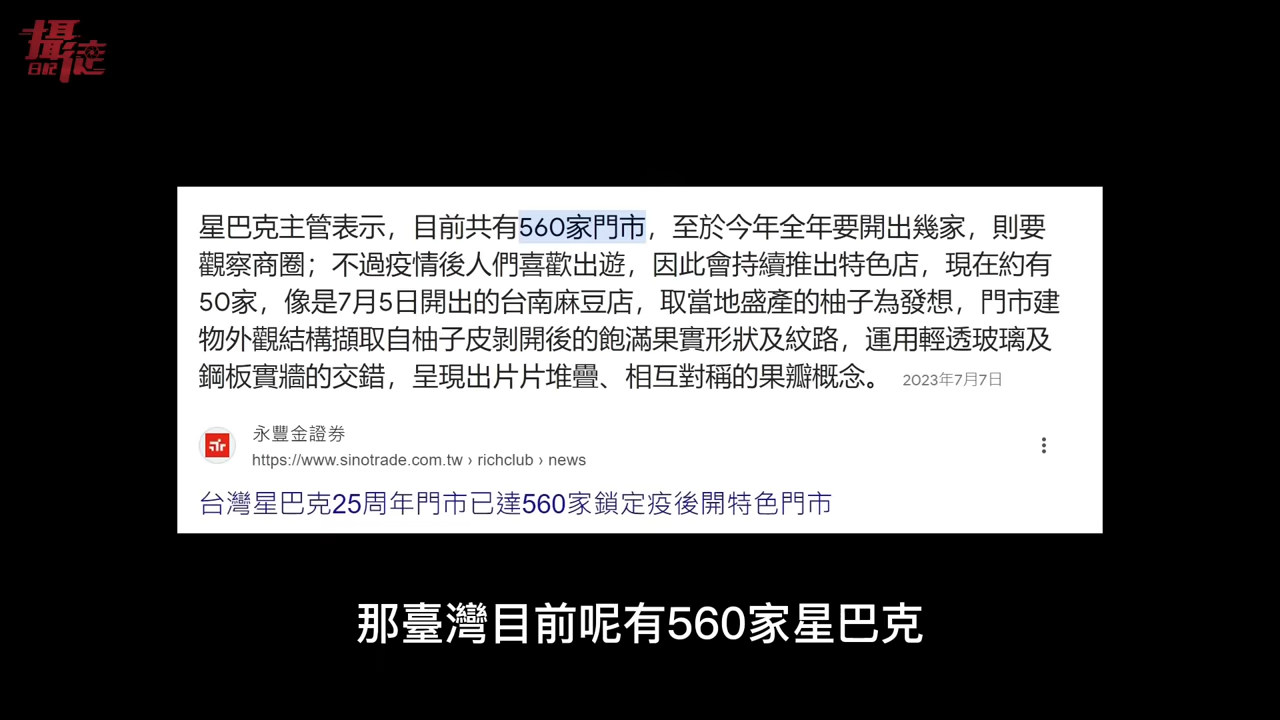 攝徒
日記
星巴克主管表示，目前共有560家門市，至於今年全年要開出幾家，則要
觀察商圈；不過疫情後人們喜歡出遊，因此會持續推出特色店，現在約有
50家，像是7月5日開出的台南麻豆店，取當地盛產的柚子為發想，門市建
物外觀結構擷取自柚子皮剝開後的飽滿果實形狀及紋路，運用輕透玻璃及
鋼板實牆的交錯，呈現出片片堆疊、相互對稱的果瓣概念。 2023年7月7日
永豐金證券
https://www.sinotrade.com.tw › richclub › news
台灣星巴克25周年門市已達560家鎖定疫後開特色門市
那臺灣目前呢有560家星巴克